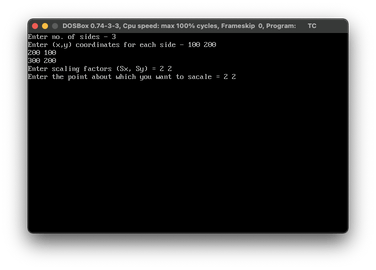 DOSBox 0.74-3-3, Cpu speed: max 100% cycles, Frameskip 0, Program: TC
Enter no. of sides - 3
Enter (x,y) coordinates for each side - 100 200
200 100
300 200
Enter scaling factors (Sx, Sy) = 2 2
Enter the point about which you want to sacale = 2 2